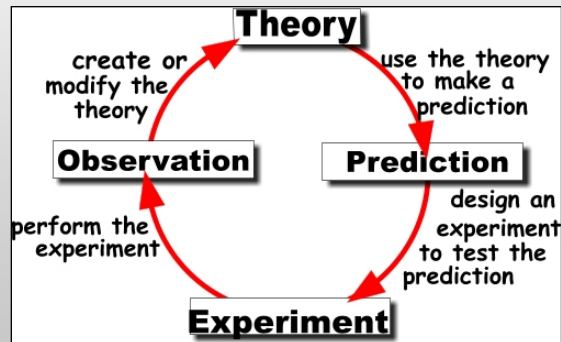 Theory
use the theory
to make a
prediction
Prediction
design an
experiment
to test the
prediction
Experiment
perform the
experiment
Observation
create or
modify the
theory